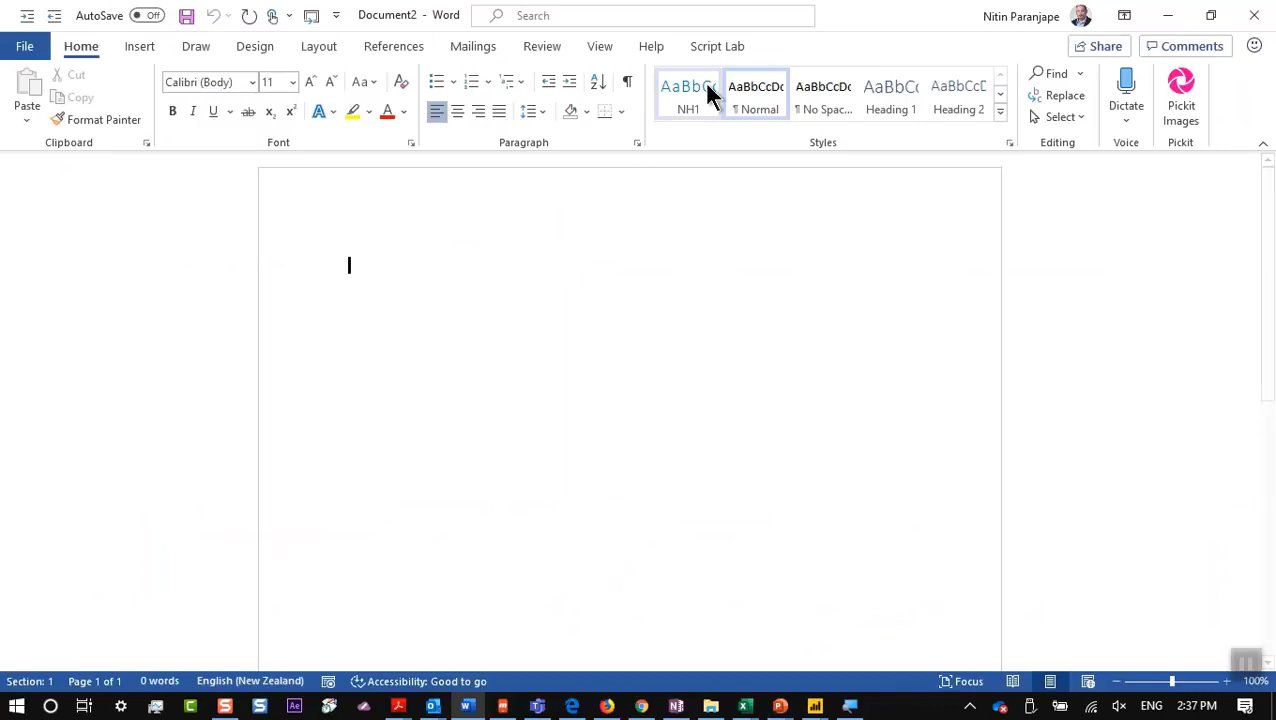 AutoSave Off Document2 - Word Search Nitin Paranjape
File Home Insert Draw Design Layout References Mailings Review View Help Script Lab Share Comments
Paste
Cut
Copy
Format Painter
Clipboard
Calibri (Body) 11
Aa
B I U ab x₂ x² A A
Font
Paragraph
AaBbC AaBbCcDc AaBbCcDc AaBbCc AaBbCcD
NH1 ¶ Normal ¶ No Spac... Heading 1 Heading 2
Styles
Find
Replace
Select
Editing
Dictate
Voice
Pickit
Images
Pickit
Section: 1 Page 1 of 1 0 words English (New Zealand) Accessibility: Good to go Focus 100%
2:37 PM